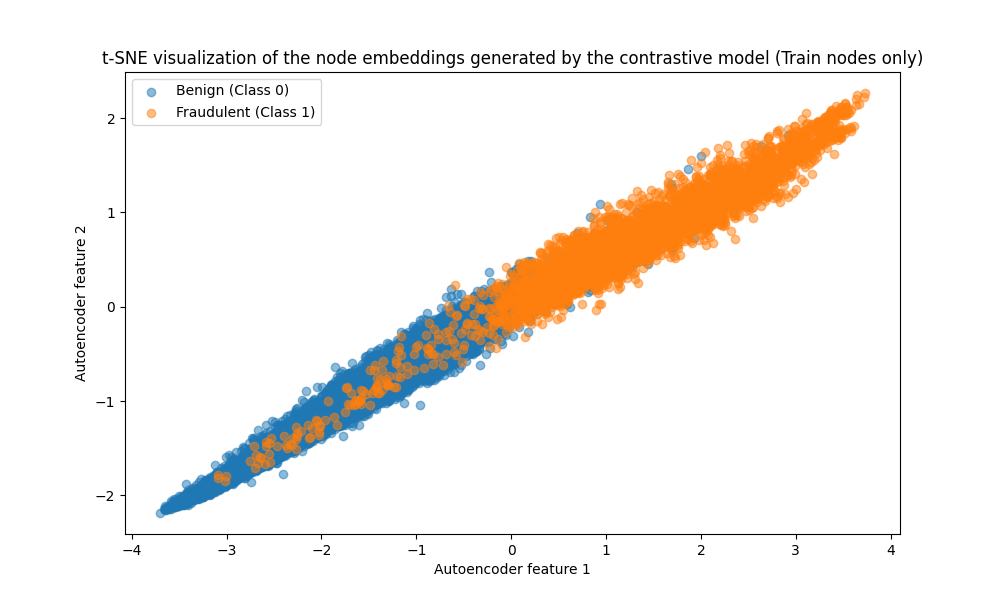 t-SNE visualization of the node embeddings generated by the contrastive model (Train nodes only)
Benign (Class 0)
Fraudulent (Class 1)
Autoencoder feature 2
2
1
0
−1
−2
−4 −3 −2 −1 0 1 2 3 4
Autoencoder feature 1